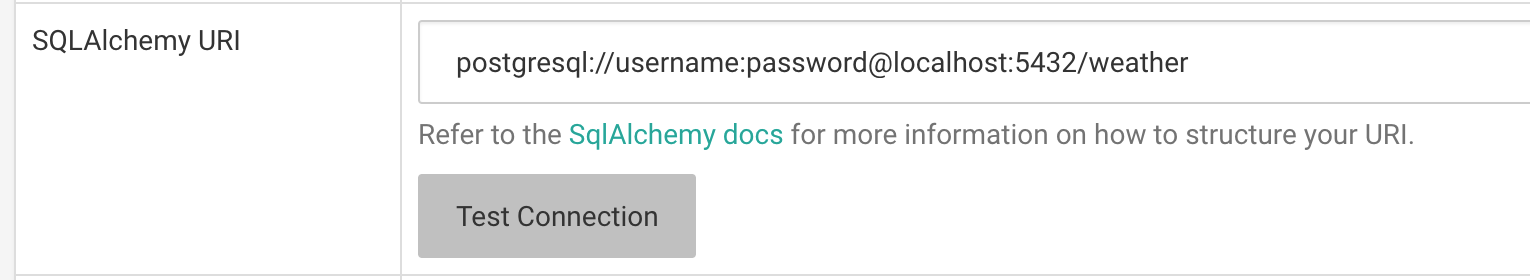 SQLAlchemy URI
postgresql://username:password@localhost:5432/weather
Refer to the SqlAlchemy docs for more information on how to structure your URI.
Test Connection